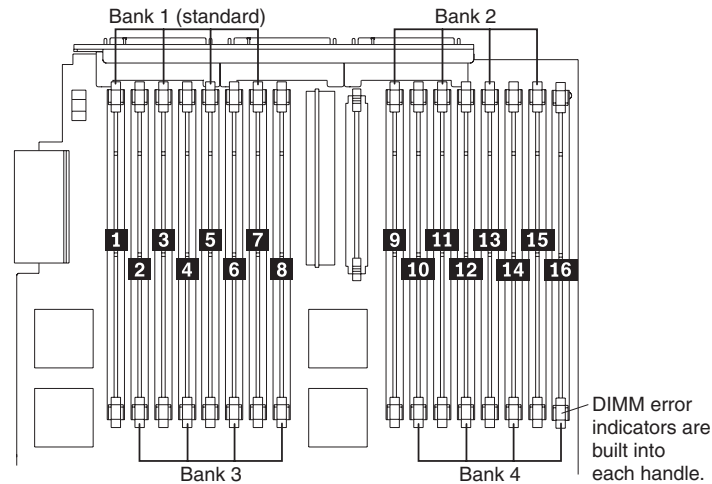 Bank 1 (standard)
Bank 2
1
3
5
7
9
11
13
15
2
4
6
8
10
12
14
16
DIMM error
indicators are
built into
each handle.
Bank 3
Bank 4